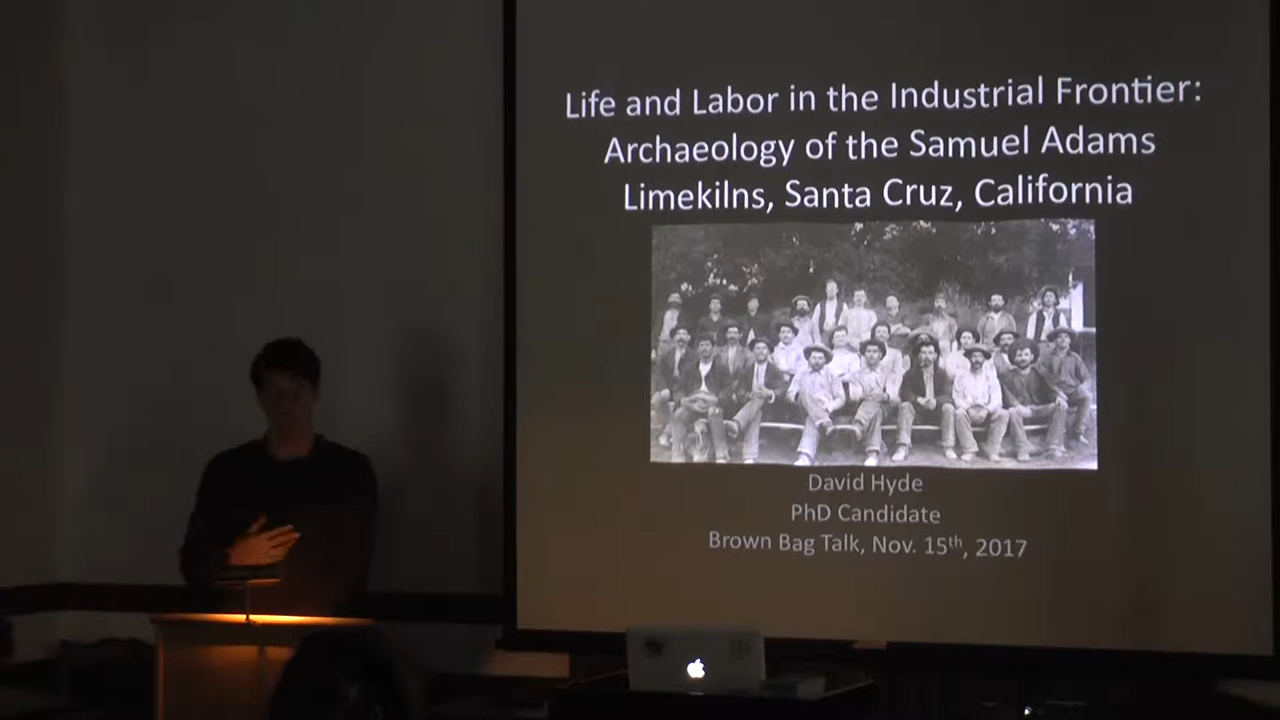 Life and Labor in the Industrial Frontier:
Archaeology of the Samuel Adams
Limekilns, Santa Cruz, California
David Hyde
PhD Candidate
Brown Bag Talk, Nov. 15th, 2017